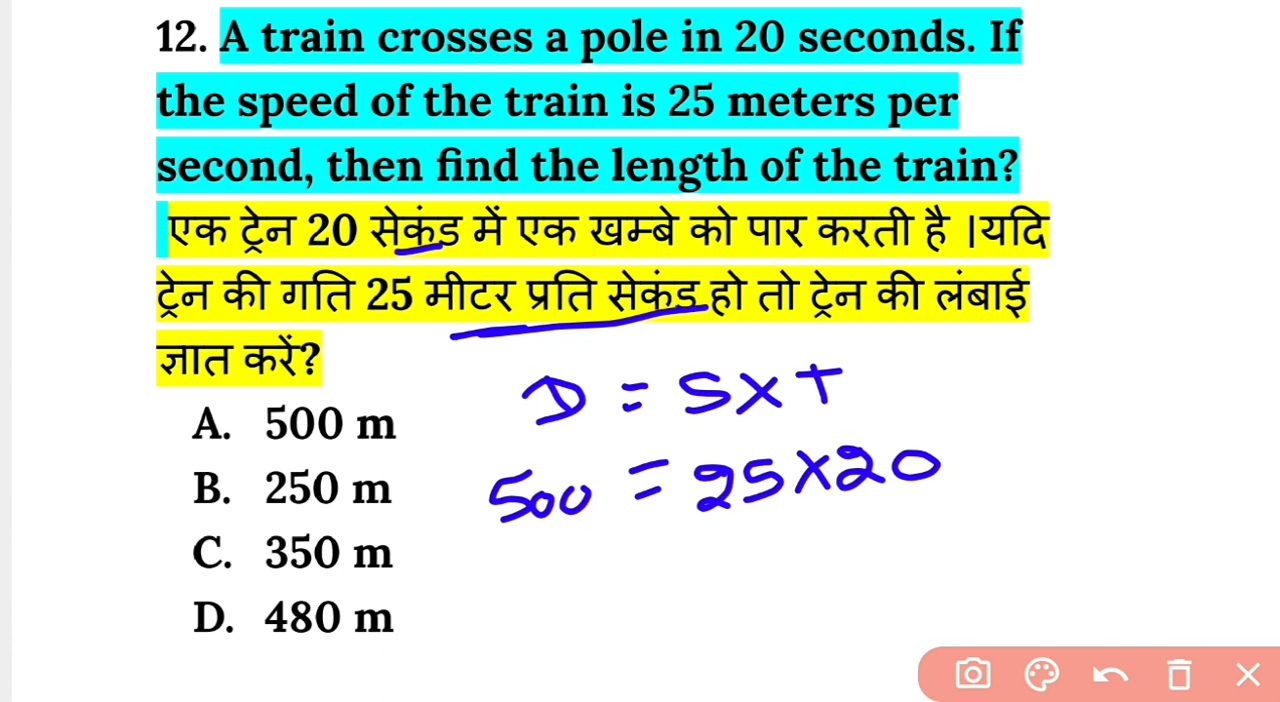 12. A train crosses a pole in 20 seconds. If
the speed of the train is 25 meters per
second, then find the length of the train?
एक ट्रेन 20 सेकंड में एक खम्बे को पार करती है ।यदि
ट्रेन की गति 25 मीटर प्रति सेकंड हो तो ट्रेन की लंबाई
ज्ञात करें?
D = S X T
A. 500 m
500 = 25 X 20
B. 250 m
C. 350 m
D. 480 m